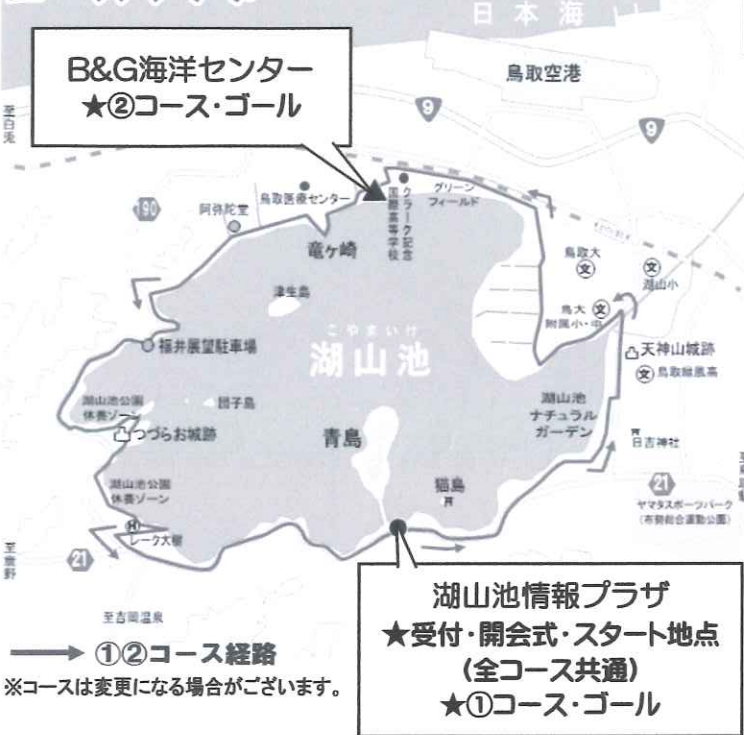 日本海
B&G海洋センター
★②コース・ゴール
鳥取空港
9
9
至白兎
190
阿弥陀堂
鳥取医療センター
クラーク記念
国際高等学校
グリーン
フィールド
竜ヶ崎
鳥取大
文
文
湖山小
津生島
鳥大
附属小・中
文
こやまいけ
湖山池
福井展望駐車場
天神山城跡
文
鳥取緑風高
湖山池公園
休養ゾーン
団子島
つづらお城跡
青島
湖山池
ナチュラル
ガーデン
日吉神社
湖山池公園
休養ゾーン
猫島
21
ヤマタスポーツパーク
(布勢総合運動公園)
H
レーク大樹
至鹿野
21
至吉岡温泉
湖山池情報プラザ
★受付・開会式・スタート地点
(全コース共通)
★①コース・ゴール
①②コース経路
※コースは変更になる場合がございます。